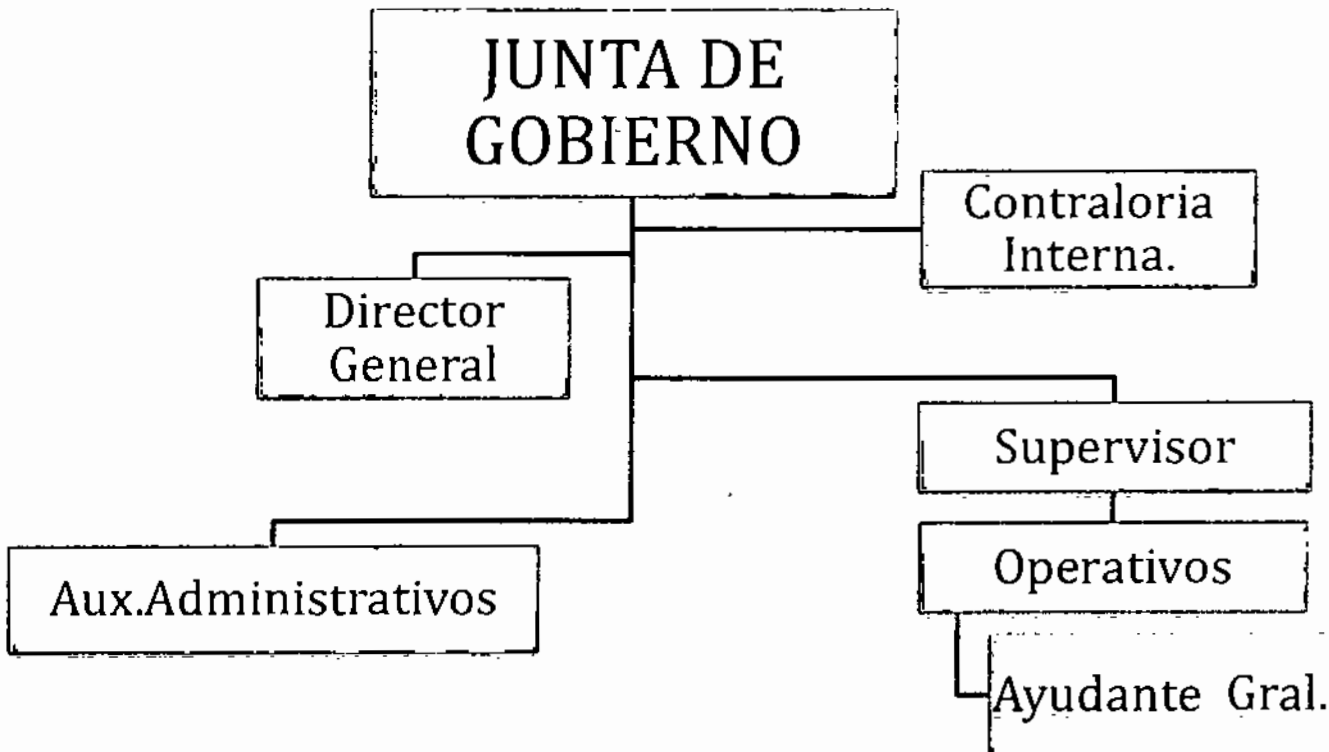 JUNTA DE
GOBIERNO
Contraloria
Interna.
Director
General
Supervisor
Operativos
Aux.Administrativos
Ayudante Gral.